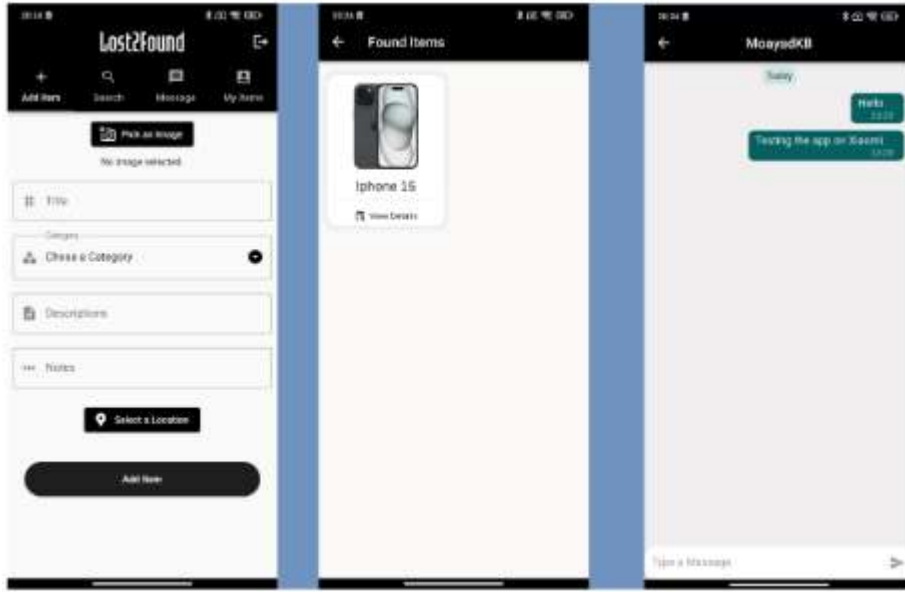 Lost2Found
Add Item Search Message My Items
Pick an Image
No image selected
Title
Category
Chose a Category
Descriptions
Notes
Select a Location
Add Item
Found Items
Iphone 15
View Details
MoayadKB
Today
Hello
Testing the app on Xiaomi
Type a Message